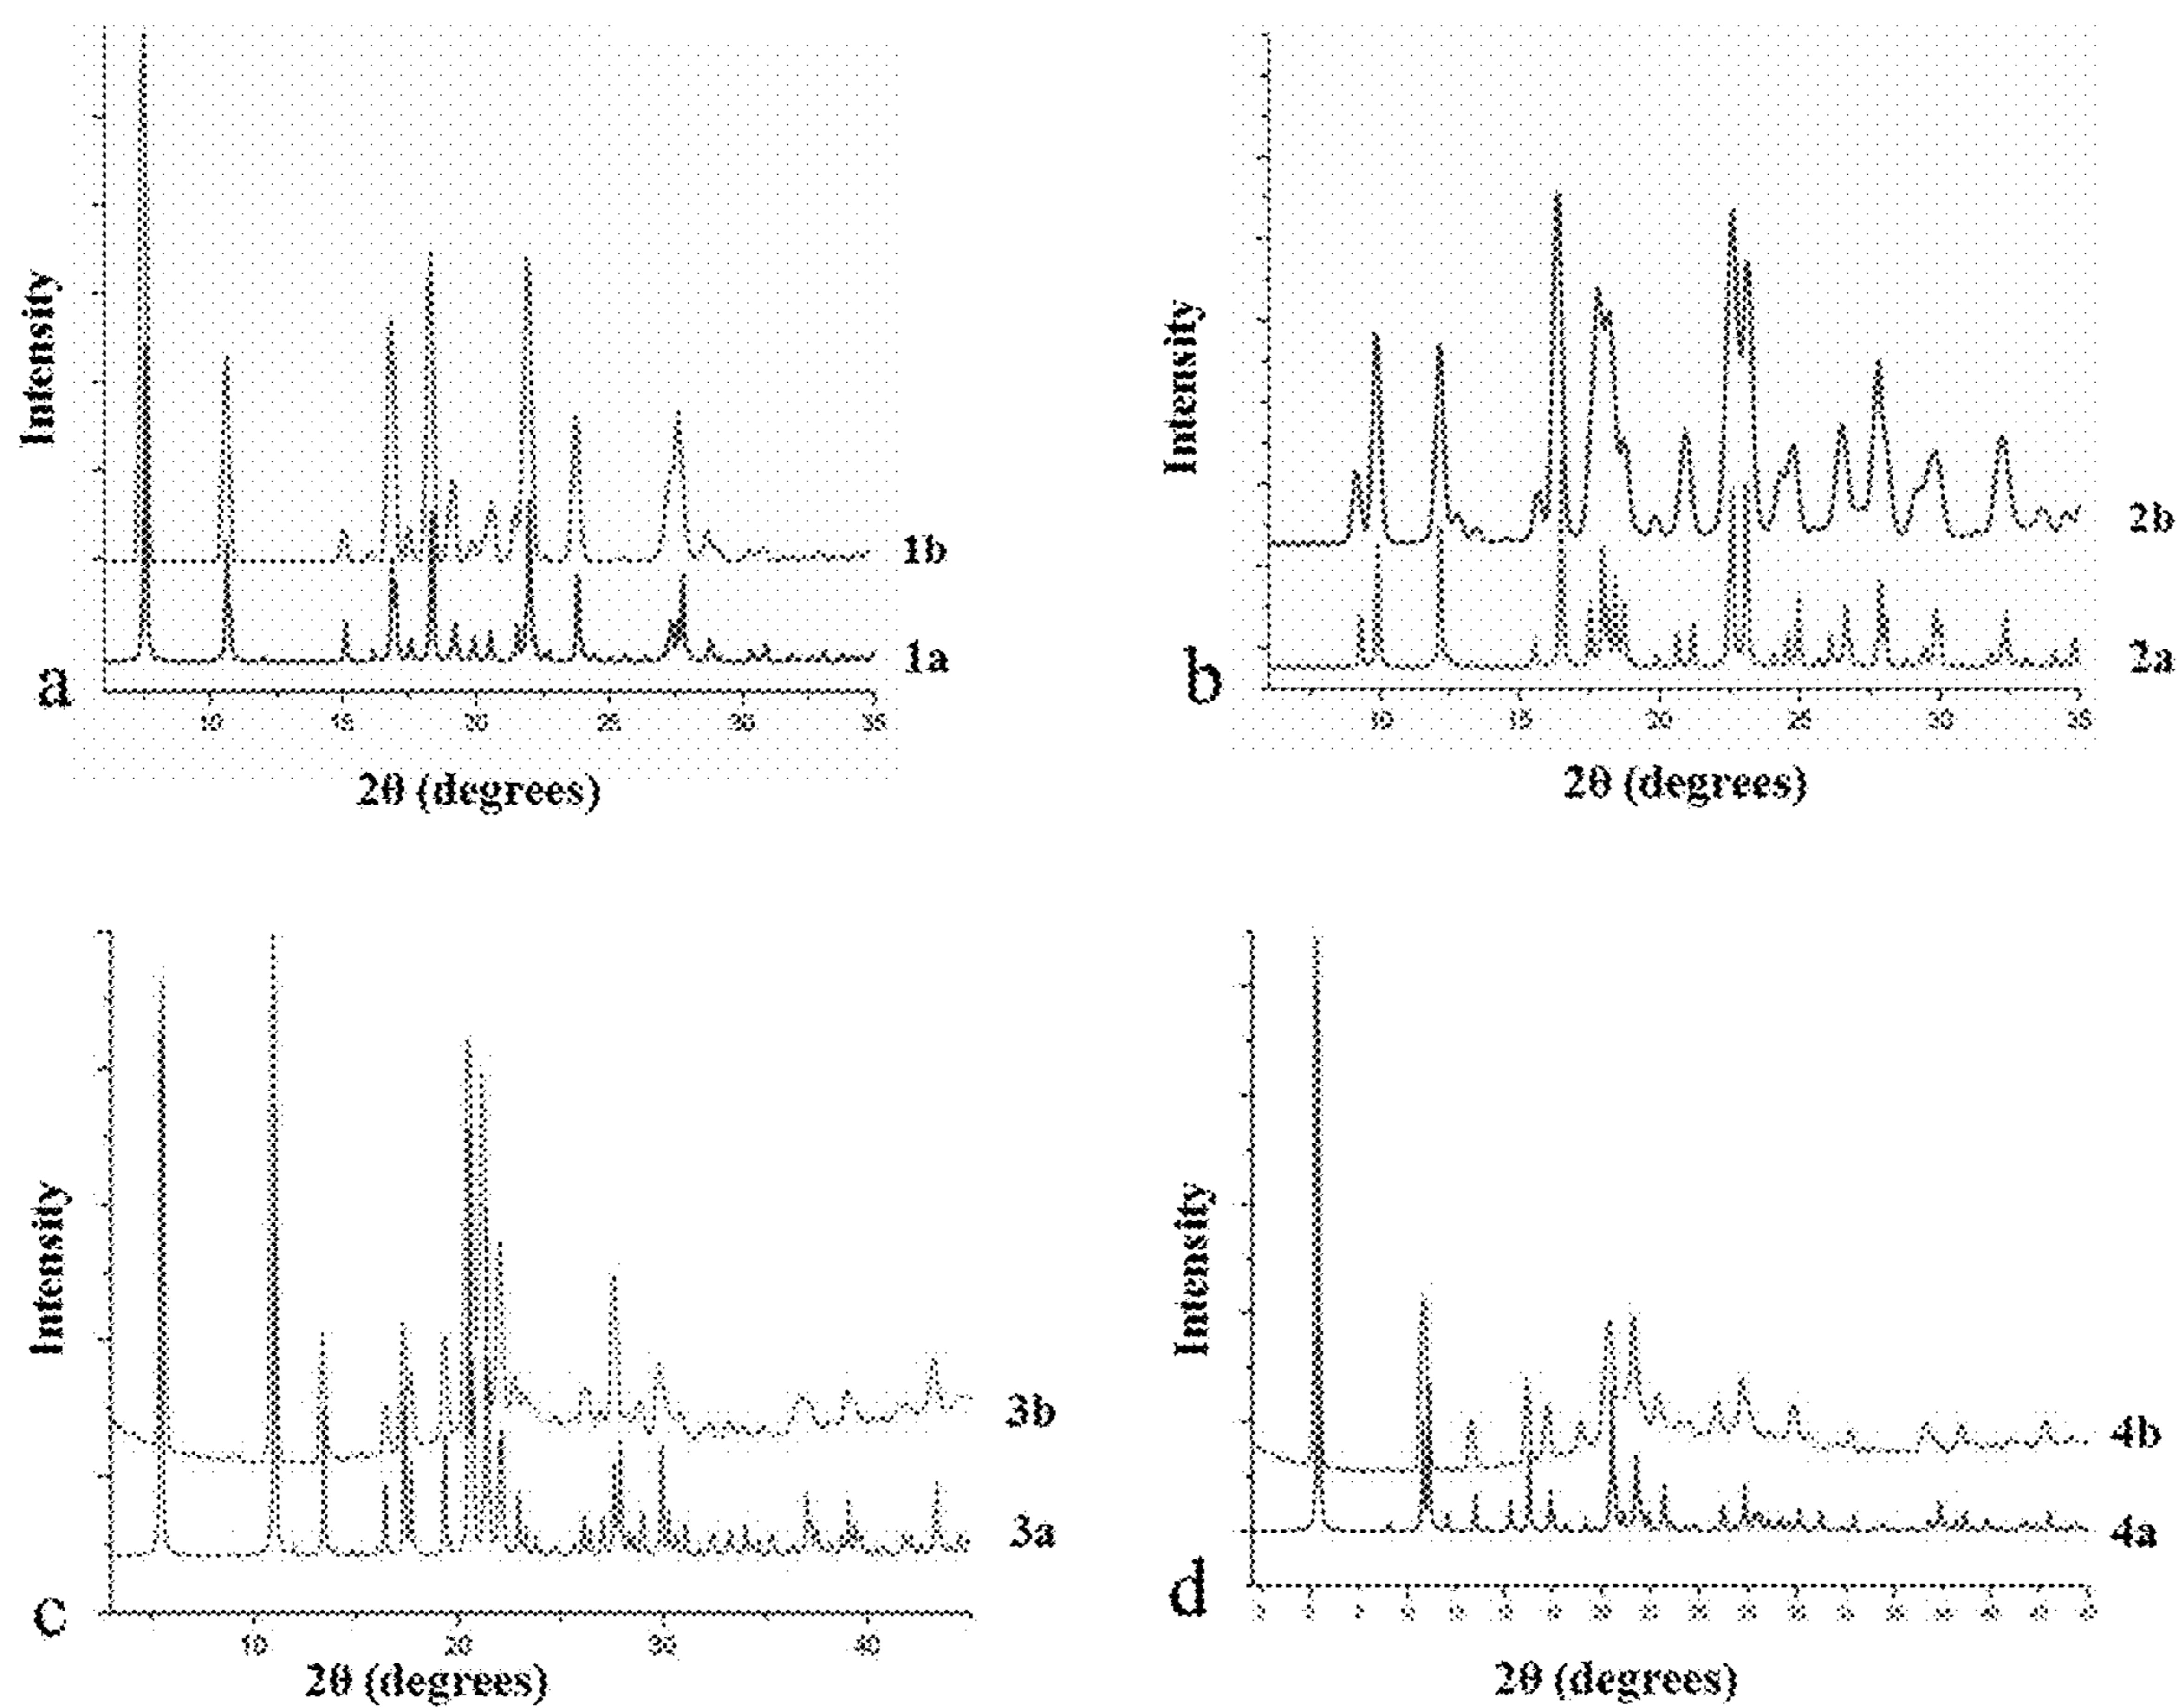 Intensity
1b
1a
a
10 15 20 25 30 35
2θ (degrees)
Intensity
2b
2a
b
10 15 20 25 30 35
2θ (degrees)
Intensity
3b
3a
c
10 20 30 40
2θ (degrees)
Intensity
4b
4a
d
2θ (degrees)